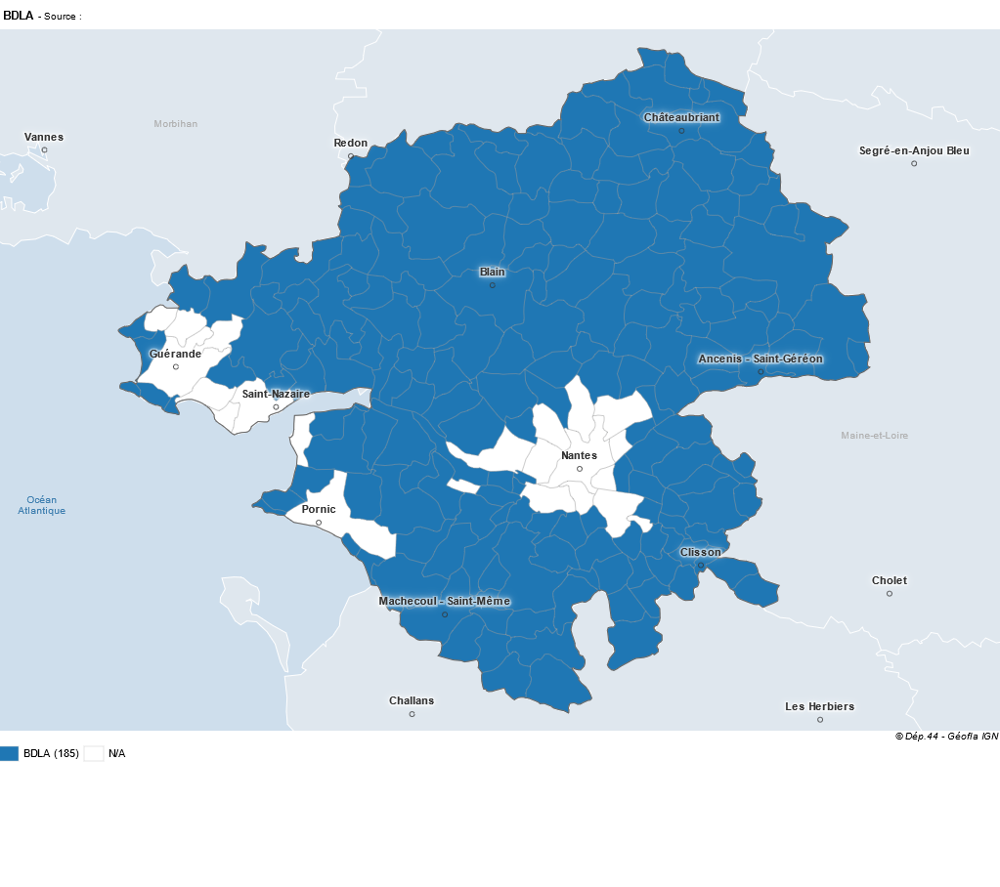 BDLA - Source :
Châteaubriant
Morbihan
Vannes
Redon
Segré-en-Anjou Bleu
Blain
Guérande
Ancenis - Saint-Géréon
Saint-Nazaire
Maine-et-Loire
Nantes
Océan
Atlantique
Pornic
Clisson
Cholet
Machecoul - Saint-Même
Challans
Les Herbiers
© Dép.44 - Géofla IGN
BDLA (185) N/A